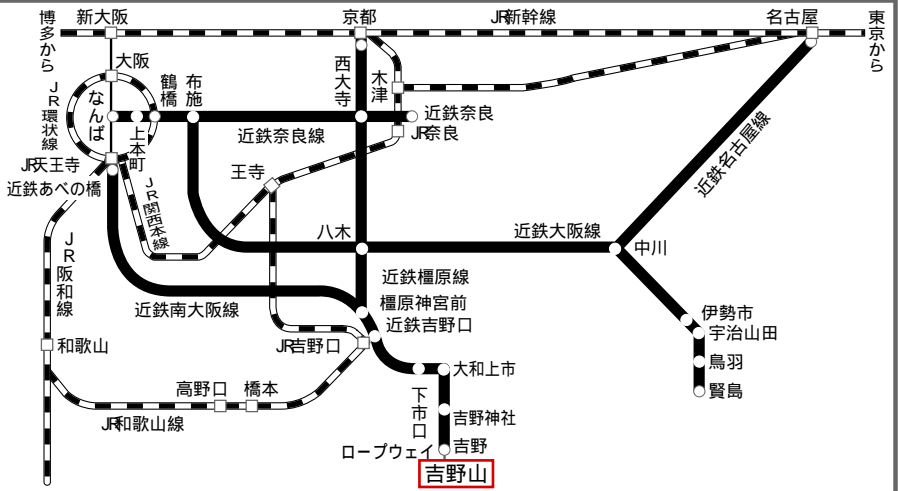 博多から
新大阪
京都
JR新幹線
名古屋
東京から
大阪
JR環状線
なんば
鶴橋
布施
西大寺
木津
上本町
近鉄奈良線
近鉄奈良
JR奈良
近鉄名古屋線
JR天王寺
近鉄あべの橋
JR関西本線
王寺
八木
近鉄大阪線
中川
JR阪和線
近鉄橿原線
近鉄南大阪線
橿原神宮前
近鉄吉野口
伊勢市
宇治山田
和歌山
JR吉野口
鳥羽
大和上市
賢島
高野口
橋本
下市口
JR和歌山線
吉野神社
ロープウェイ
吉野
吉野山